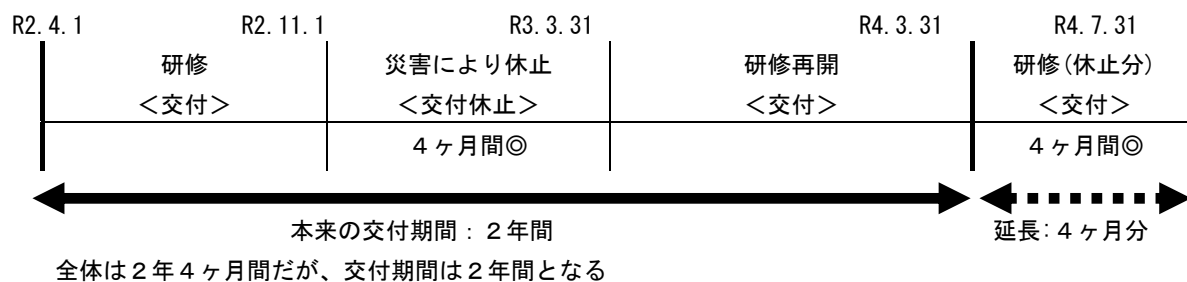 R2.4.1 R2.11.1 R3.3.31 R4.3.31 R4.7.31
研修 災害により休止 研修再開 研修(休止分)
<交付> <交付休止> <交付> <交付>
4ヶ月間◎ 4ヶ月間◎
本来の交付期間:2年間 延長:4ヶ月分
全体は2年4ヶ月間だが、交付期間は2年間となる